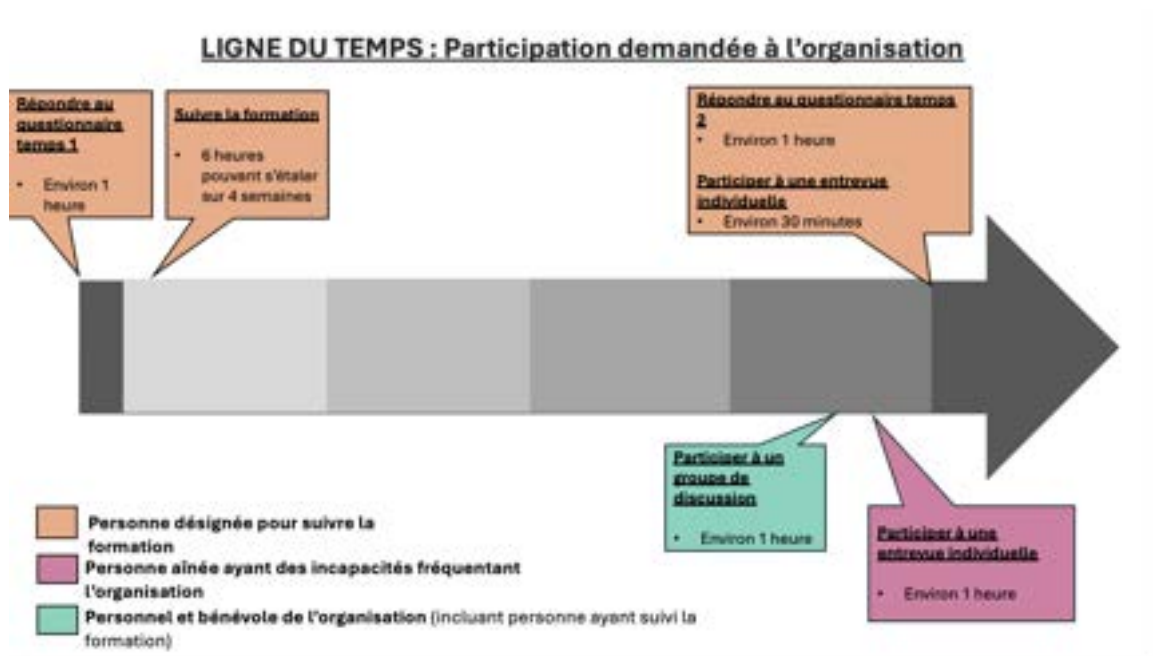 LIGNE DU TEMPS : Participation demandée à l'organisation
Répondre au
questionnaire
temps 1
• Environ 1
heure
Suivre la formation
• 6 heures
pouvant s'étaler
sur 4 semaines
Répondre au questionnaire temps
2
• Environ 1 heure
Participer à une entrevue
individuelle
• Environ 30 minutes
Participer à un
groupe de
discussion
• Environ 1 heure
Participer à une
entrevue individuelle
• Environ 1 heure
Personne désignée pour suivre la
formation
Personne aînée ayant des incapacités fréquentant
l'organisation
Personnel et bénévole de l'organisation (incluant personne ayant suivi la
formation)